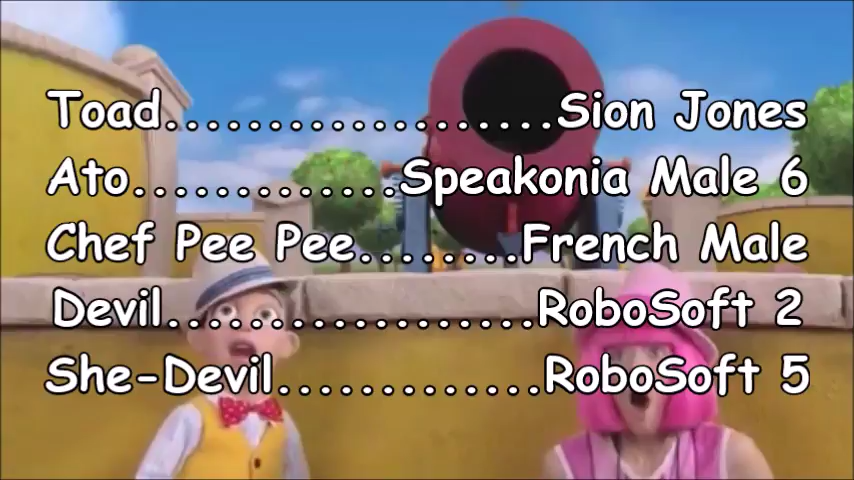 Toad...................Sion Jones
Ato.............Speakonia Male 6
Chef Pee Pee........French Male
Devil..................RoboSoft 2
She-Devil.............RoboSoft 5